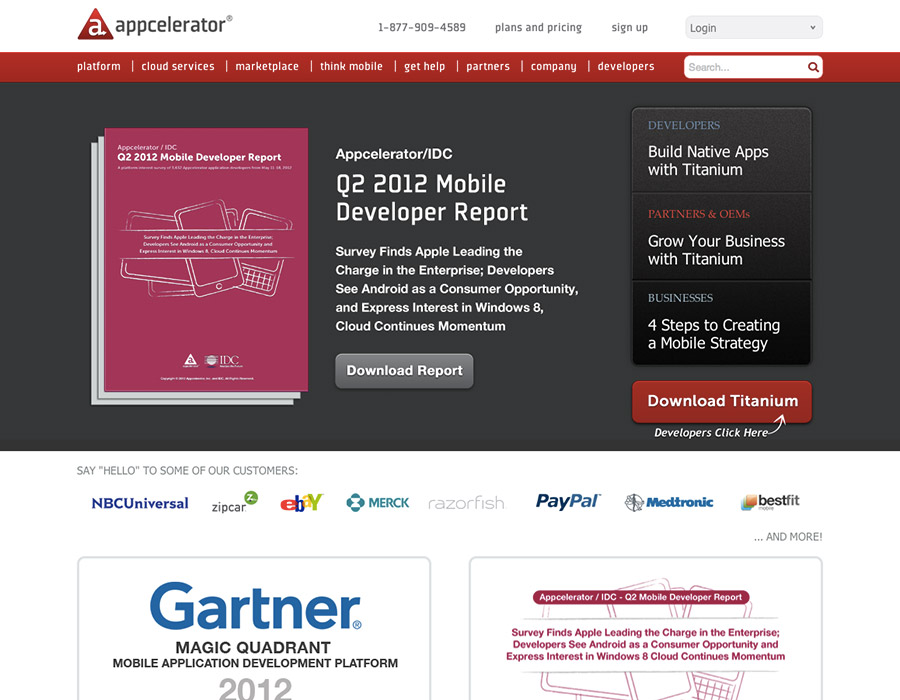 appcelerator®
1-877-909-4589
plans and pricing
sign up
Login
platform | cloud services | marketplace | think mobile | get help | partners | company | developers
Search...
Appcelerator / IDC
Q2 2012 Mobile Developer Report
Survey Finds Apple Leading the Charge in the Enterprise;
Developers See Android as a Consumer Opportunity and
Express Interest in Windows 8, Cloud Continues Momentum
IDC
Appcelerator/IDC
Q2 2012 Mobile
Developer Report
Survey Finds Apple Leading the
Charge in the Enterprise; Developers
See Android as a Consumer Opportunity,
and Express Interest in Windows 8,
Cloud Continues Momentum
Download Report
DEVELOPERS
Build Native Apps
with Titanium
PARTNERS & OEMs
Grow Your Business
with Titanium
BUSINESSES
4 Steps to Creating
a Mobile Strategy
Download Titanium
Developers Click Here
SAY "HELLO" TO SOME OF OUR CUSTOMERS:
NBCUniversal
zipcar
ebay
MERCK
razorfish
PayPal
Medtronic
bestfit
mobile
... AND MORE!
Gartner®
MAGIC QUADRANT
MOBILE APPLICATION DEVELOPMENT PLATFORM
2012
Appcelerator / IDC - Q2 Mobile Developer Report
Survey Finds Apple Leading the Charge in the Enterprise;
Developers See Android as a Consumer Opportunity and
Express Interest in Windows 8 Cloud Continues Momentum